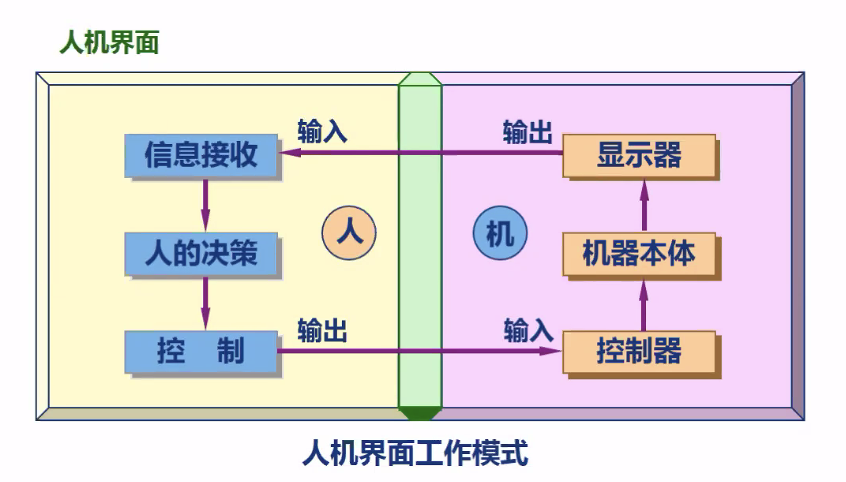 人机界面
输入
输出
信息接收
显示器
人
机
人的决策
机器本体
输出
输入
控 制
控制器
人机界面工作模式